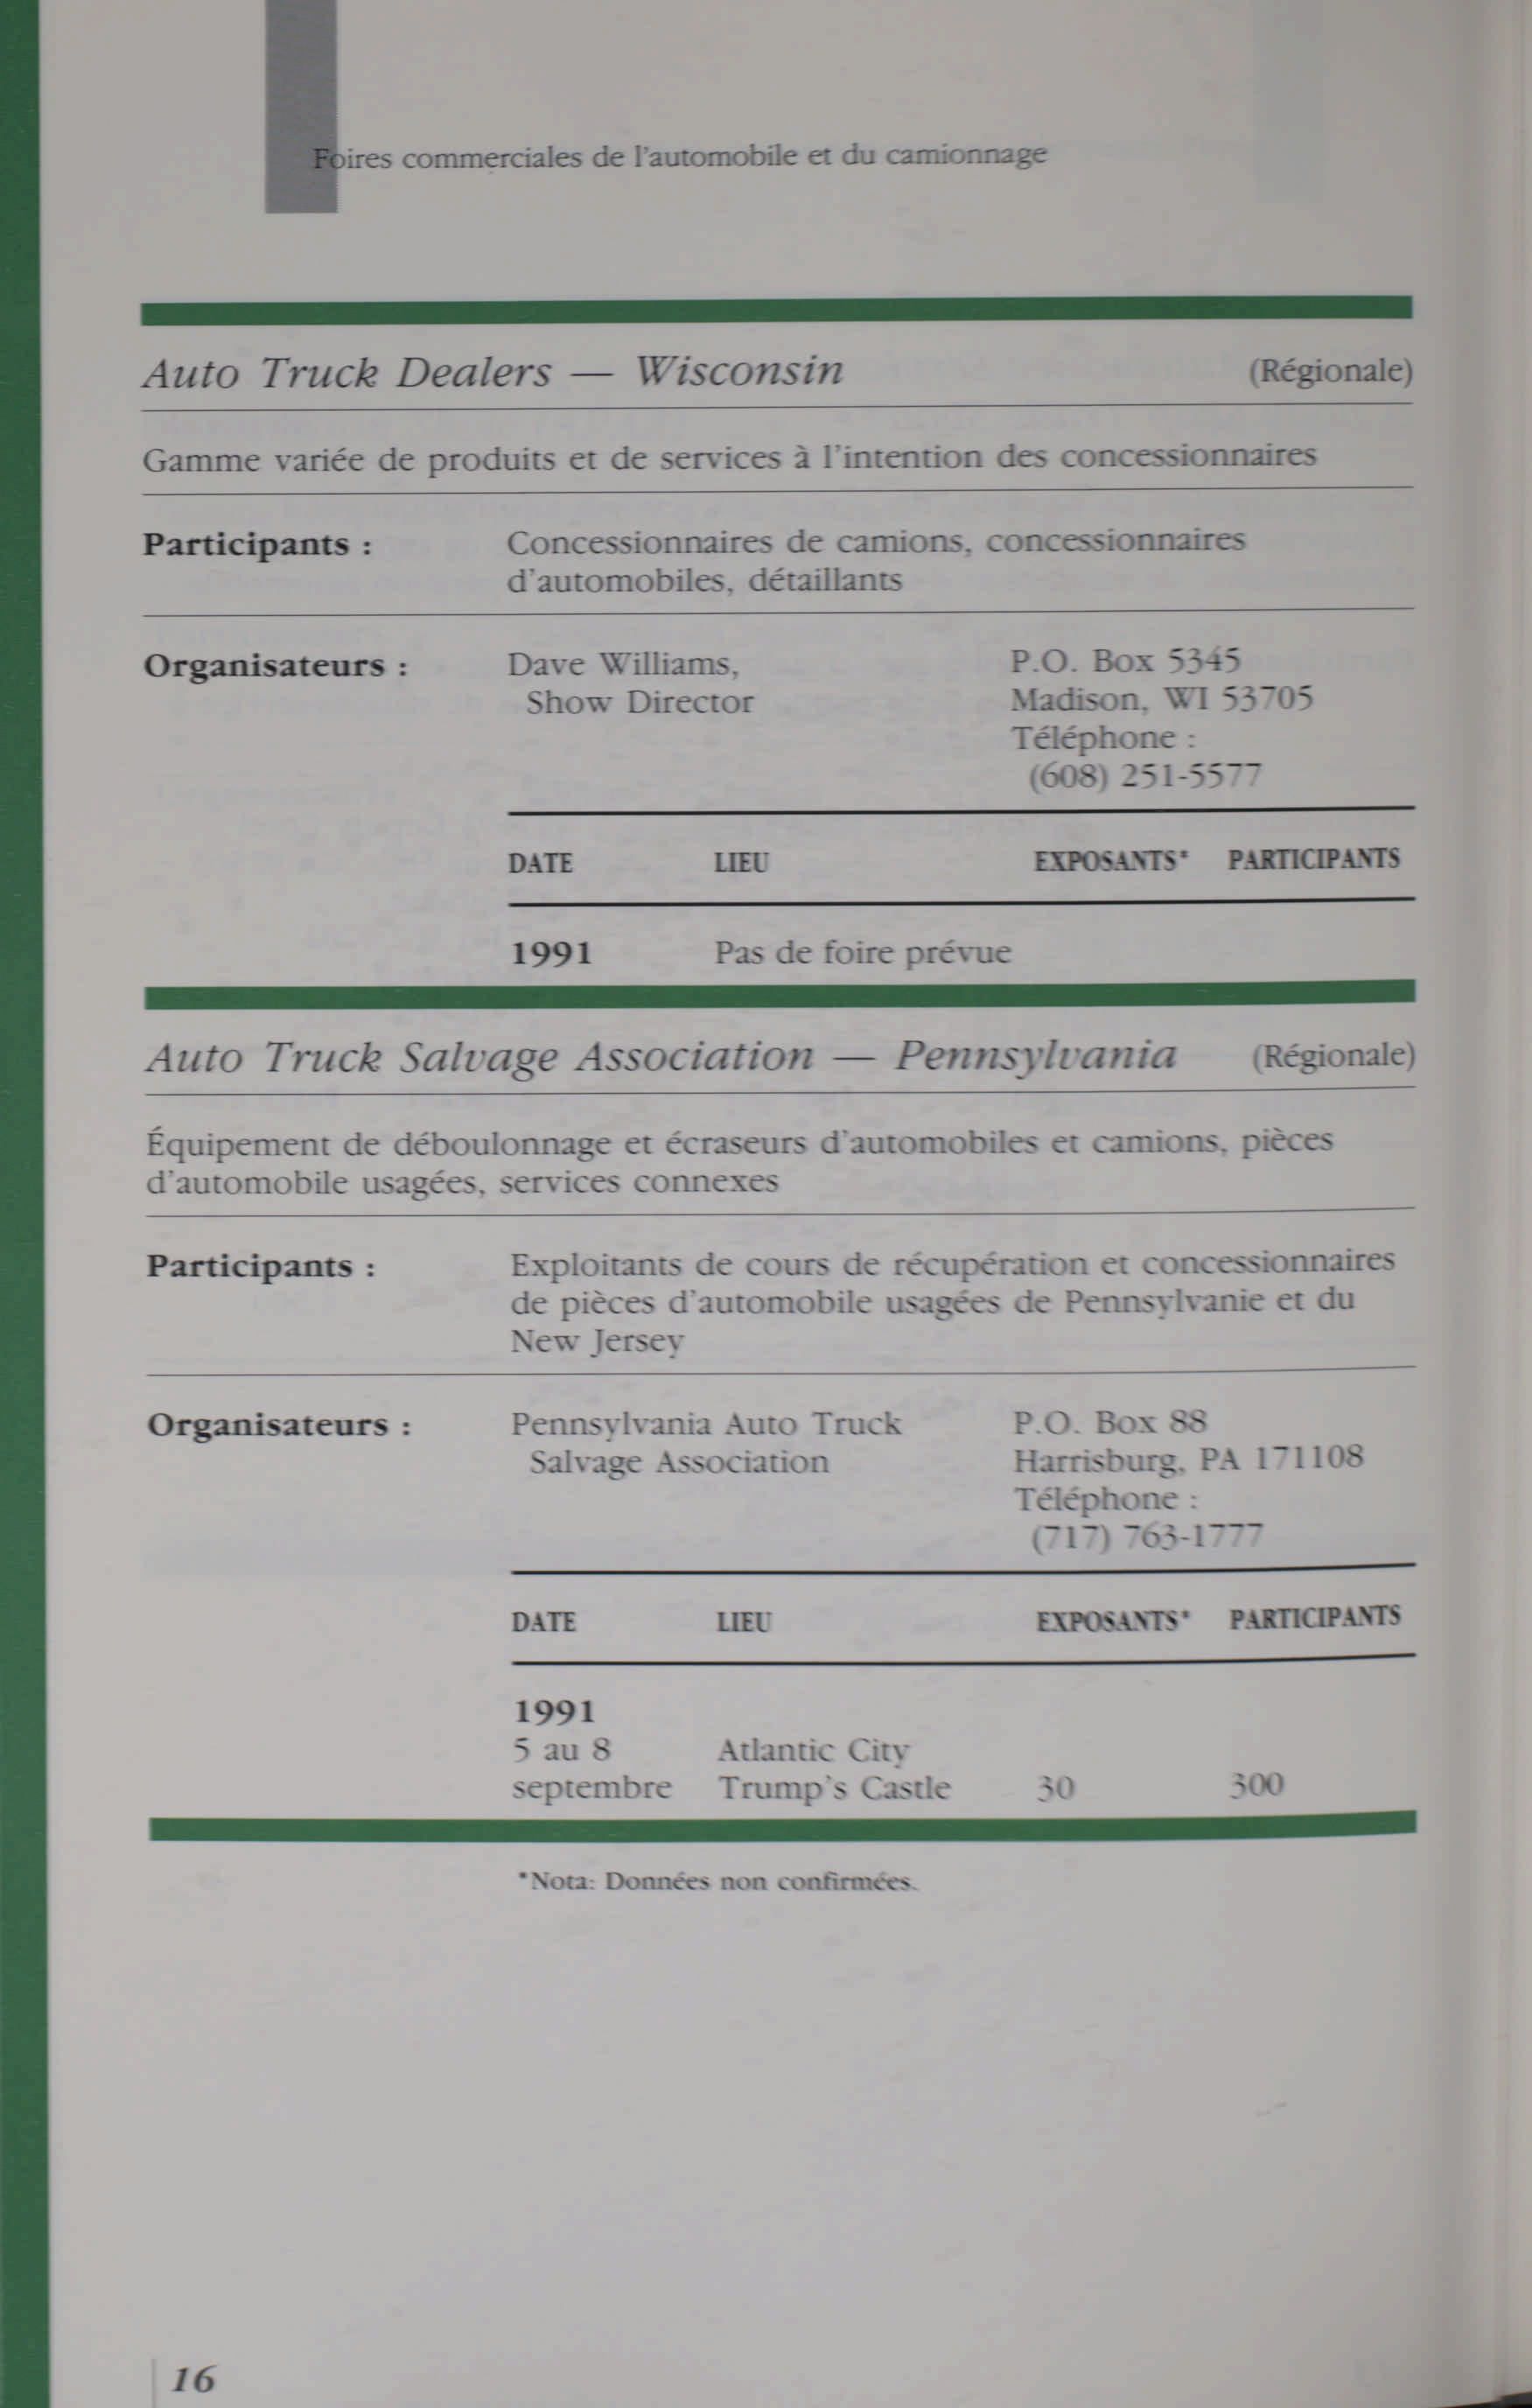 Foires commerciales de l'automobile et du camionnage
Auto Truck Dealers — Wisconsin (Régionale)
Gamme variée de produits et de services à l'intention des concessionnaires
Participants : Concessionnaires de camions, concessionnaires
d'automobiles, détaillants
Organisateurs : Dave Williams, P.O. Box 5345
Show Director Madison, WI 53705
Téléphone :
(608) 251-5577
DATE LIEU EXPOSANTS* PARTICIPANTS
1991 Pas de foire prévue
Auto Truck Salvage Association — Pennsylvania (Régionale)
Équipement de déboulonnage et écraseurs d'automobiles et camions, pièces
d'automobile usagées, services connexes
Participants : Exploitants de cours de récupération et concessionnaires
de pièces d'automobile usagées de Pennsylvanie et du
New Jersey
Organisateurs : Pennsylvania Auto Truck P.O. Box 88
Salvage Association Harrisburg, PA 171108
Téléphone :
(717) 763-1777
DATE LIEU EXPOSANTS* PARTICIPANTS
1991
5 au 8 Atlantic City
septembre Trump's Castle 30 300
*Nota: Données non confirmées.
16